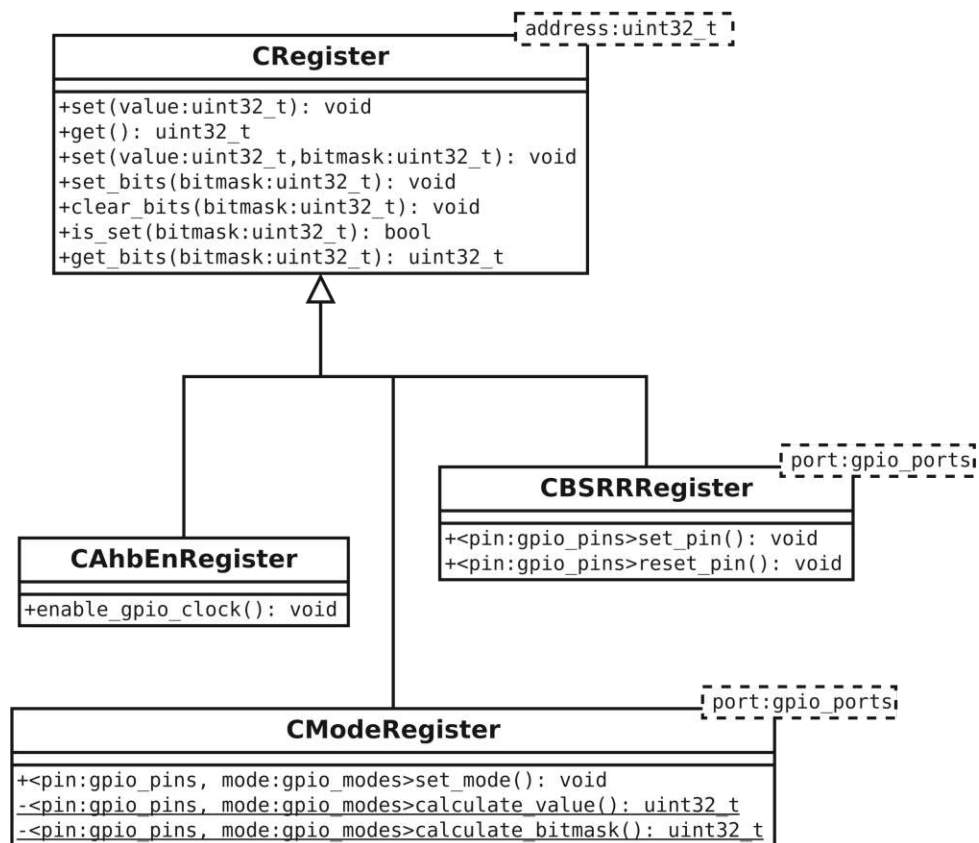 address:uint32_t
CRegister
+set(value:uint32_t): void
+get(): uint32_t
+set(value:uint32_t,bitmask:uint32_t): void
+set_bits(bitmask:uint32_t): void
+clear_bits(bitmask:uint32_t): void
+is_set(bitmask:uint32_t): bool
+get_bits(bitmask:uint32_t): uint32_t
port:gpio_ports
CBSRRRegister
+<pin:gpio_pins>set_pin(): void
+<pin:gpio_pins>reset_pin(): void
CAhbEnRegister
+enable_gpio_clock(): void
port:gpio_ports
CModeRegister
+<pin:gpio_pins, mode:gpio_modes>set_mode(): void
-<pin:gpio_pins, mode:gpio_modes>calculate_value(): uint32_t
-<pin:gpio_pins, mode:gpio_modes>calculate_bitmask(): uint32_t